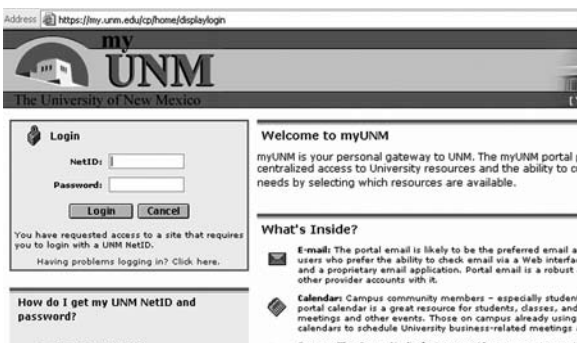 Address https://my.unm.edu/cp/home/displaylogin
my
UNM
The University of New Mexico
Login
NetID:
Password:
Login Cancel
You have requested access to a site that requires
you to login with a UNM NetID.
Having problems logging in? Click here.
How do I get my UNM NetID and
password?
Welcome to myUNM
myUNM is your personal gateway to UNM. The myUNM portal
centralized access to University resources and the ability to
needs by selecting which resources are available.
What's Inside?
E-mail: The portal email is likely to be the preferred email
users who prefer the ability to check email via a Web
and a proprietary email application. Portal email is a robust
other provider accounts with it.
Calendar: Campus community members – especially
portal calendar is a great resource for students, classes, and
meetings and other events. Those on campus already using
calendars to schedule University business-related meetings